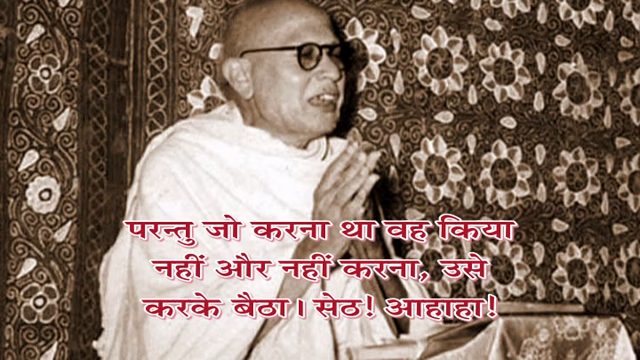 परन्तु जो करना था वह किया
नहीं और नहीं करना, उसे
करके बैठा। सेठ! आहाहा!